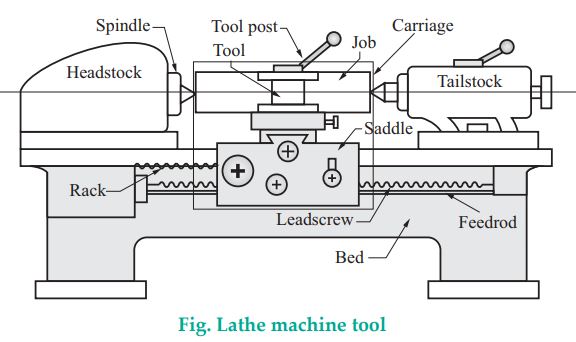 Spindle
Tool post
Carriage
Tool
Job
Headstock
Tailstock
Saddle
Rack
Leadscrew
Feedrod
Bed
Fig. Lathe machine tool